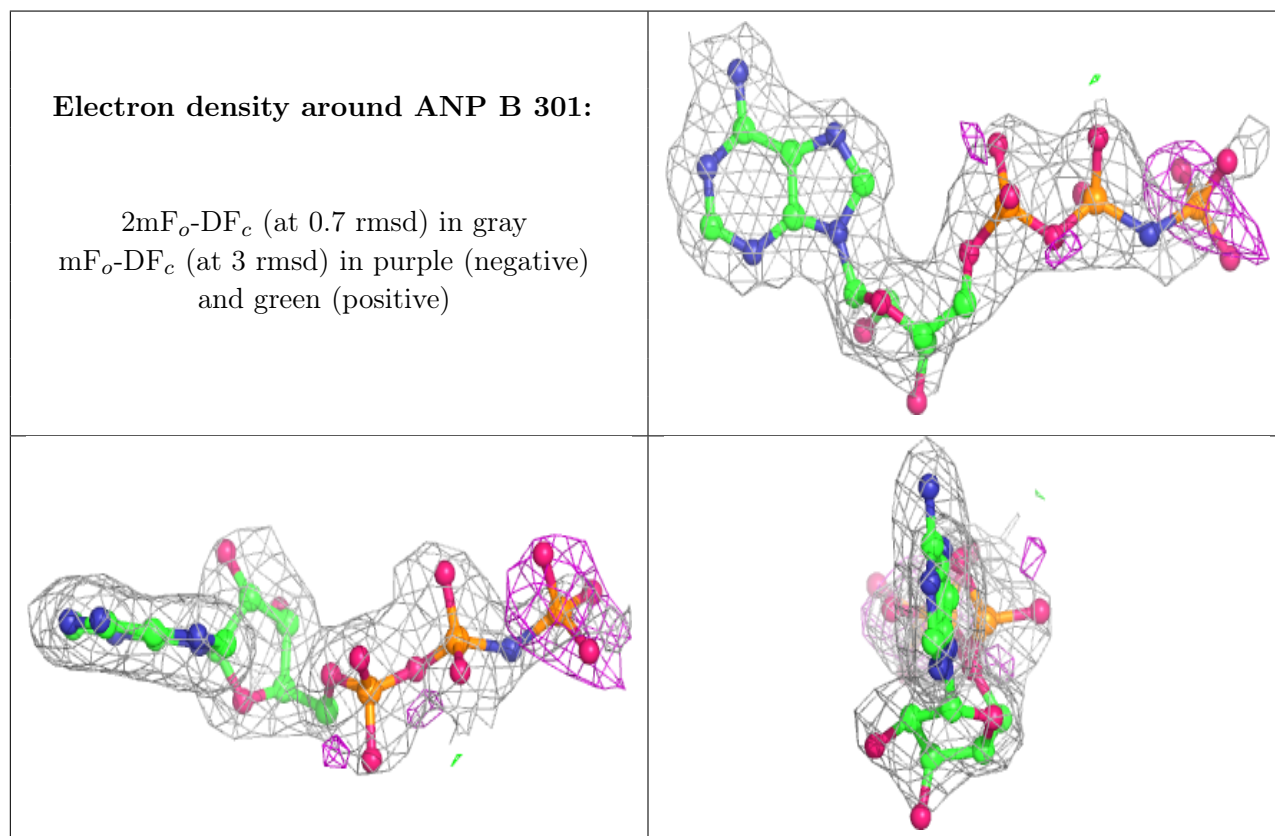 Electron density around ANP B 301:
2mFo-DFc (at 0.7 rmsd) in gray
mFo-DFc (at 3 rmsd) in purple (negative)
and green (positive)